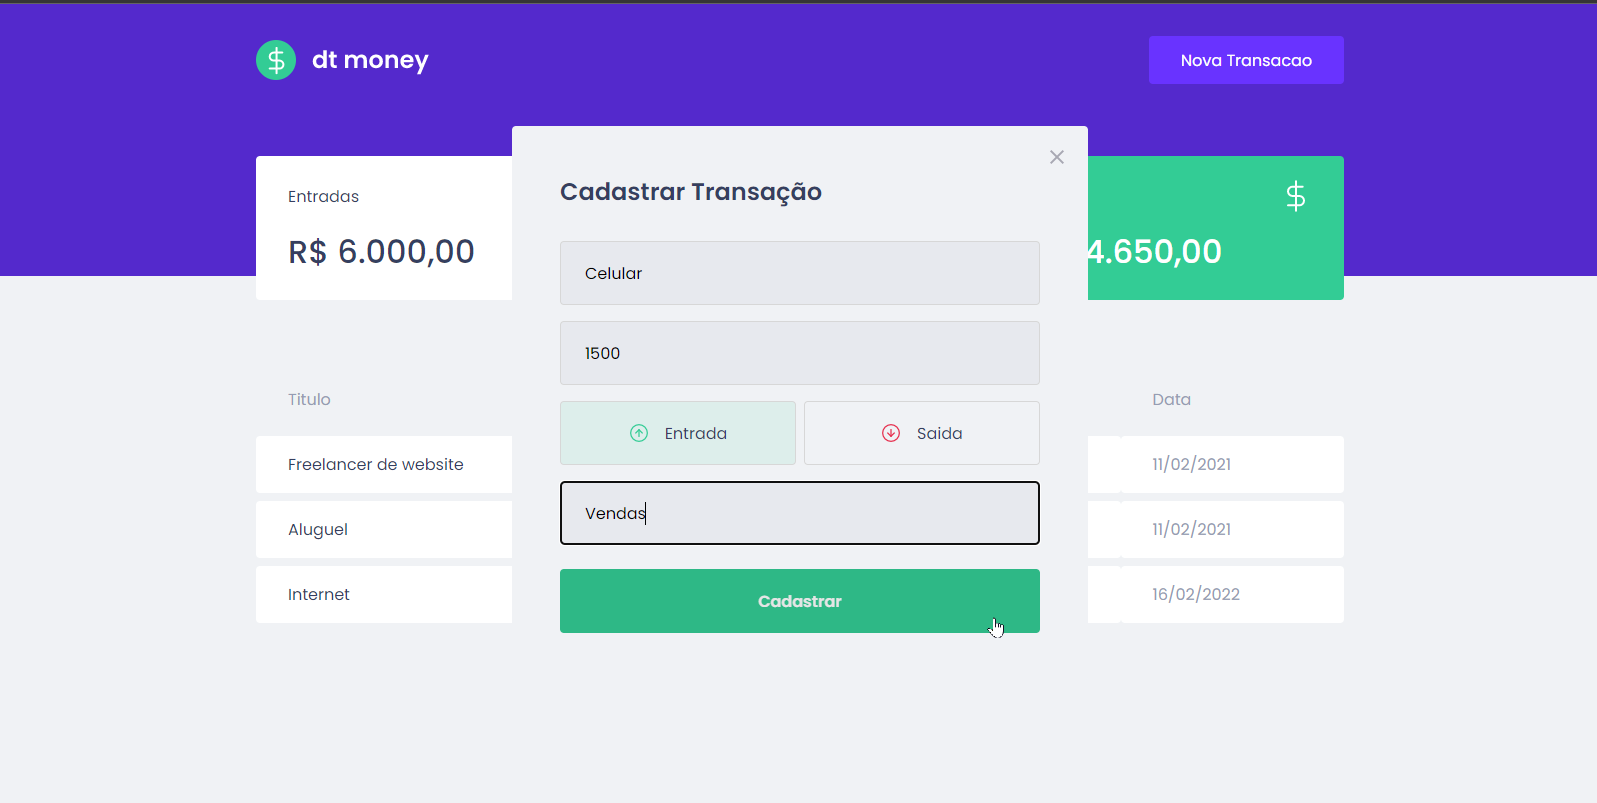 dt money
Nova Transacao
Entradas
R$ 6.000,00
4.650,00
Cadastrar Transação
Celular
1500
Entrada
Saida
Vendas
Cadastrar
Titulo
Data
Freelancer de website
11/02/2021
Aluguel
11/02/2021
Internet
16/02/2022